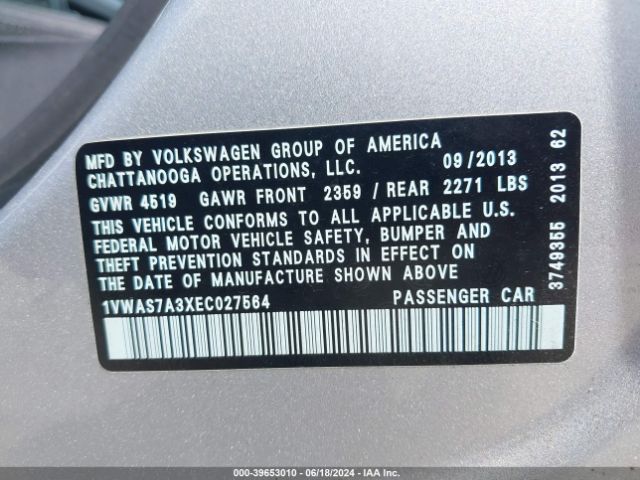 MFD BY VOLKSWAGEN GROUP OF AMERICA
CHATTANOOGA OPERATIONS, LLC. 09/2013
GVWR 4519 GAWR FRONT 2359 / REAR 2271 LBS
THIS VEHICLE CONFORMS TO ALL APPLICABLE U.S.
FEDERAL MOTOR VEHICLE SAFETY, BUMPER AND
THEFT PREVENTION STANDARDS IN EFFECT ON
THE DATE OF MANUFACTURE SHOWN ABOVE
1VWAS7A3XEC027564 PASSENGER CAR
3749355 2013 62
000-39653010 - 06/18/2024 - IAA Inc.